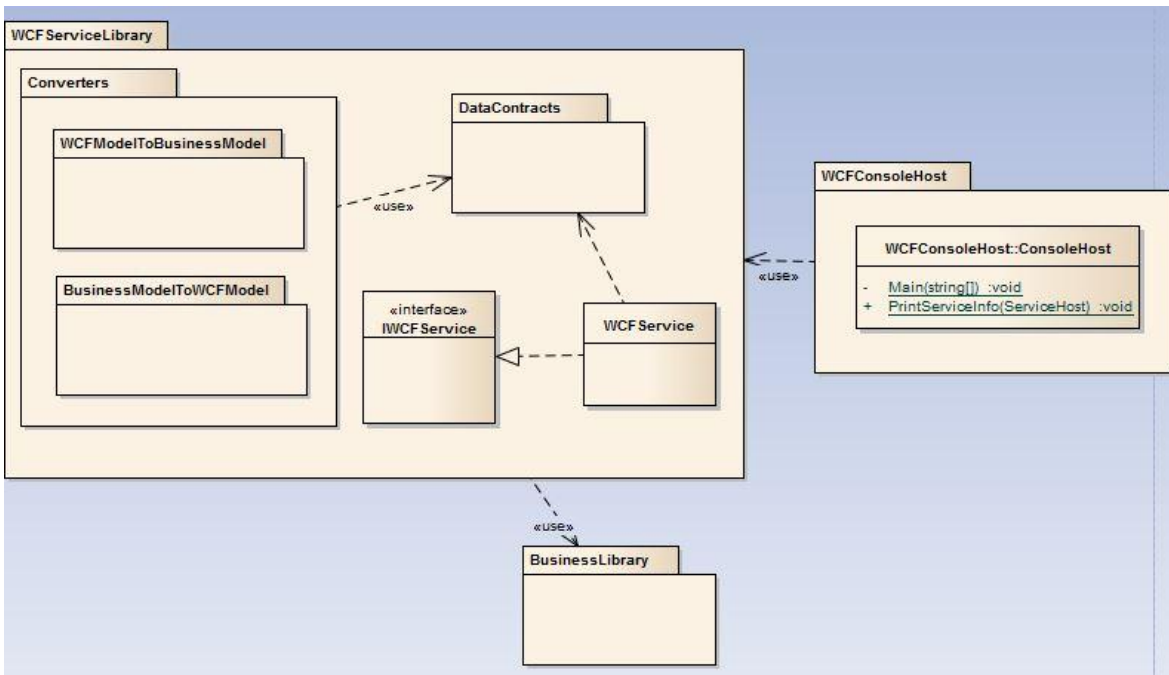 WCFServiceLibrary
Converters
WCFModelToBusinessModel
BusinessModelToWCFModel
DataContracts
«use»
«interface»
IWCFService
WCFService
WCFConsoleHost
WCFConsoleHost::ConsoleHost
- Main(string[]) :void
+ PrintServiceInfo(ServiceHost) :void
«use»
«use»
BusinessLibrary